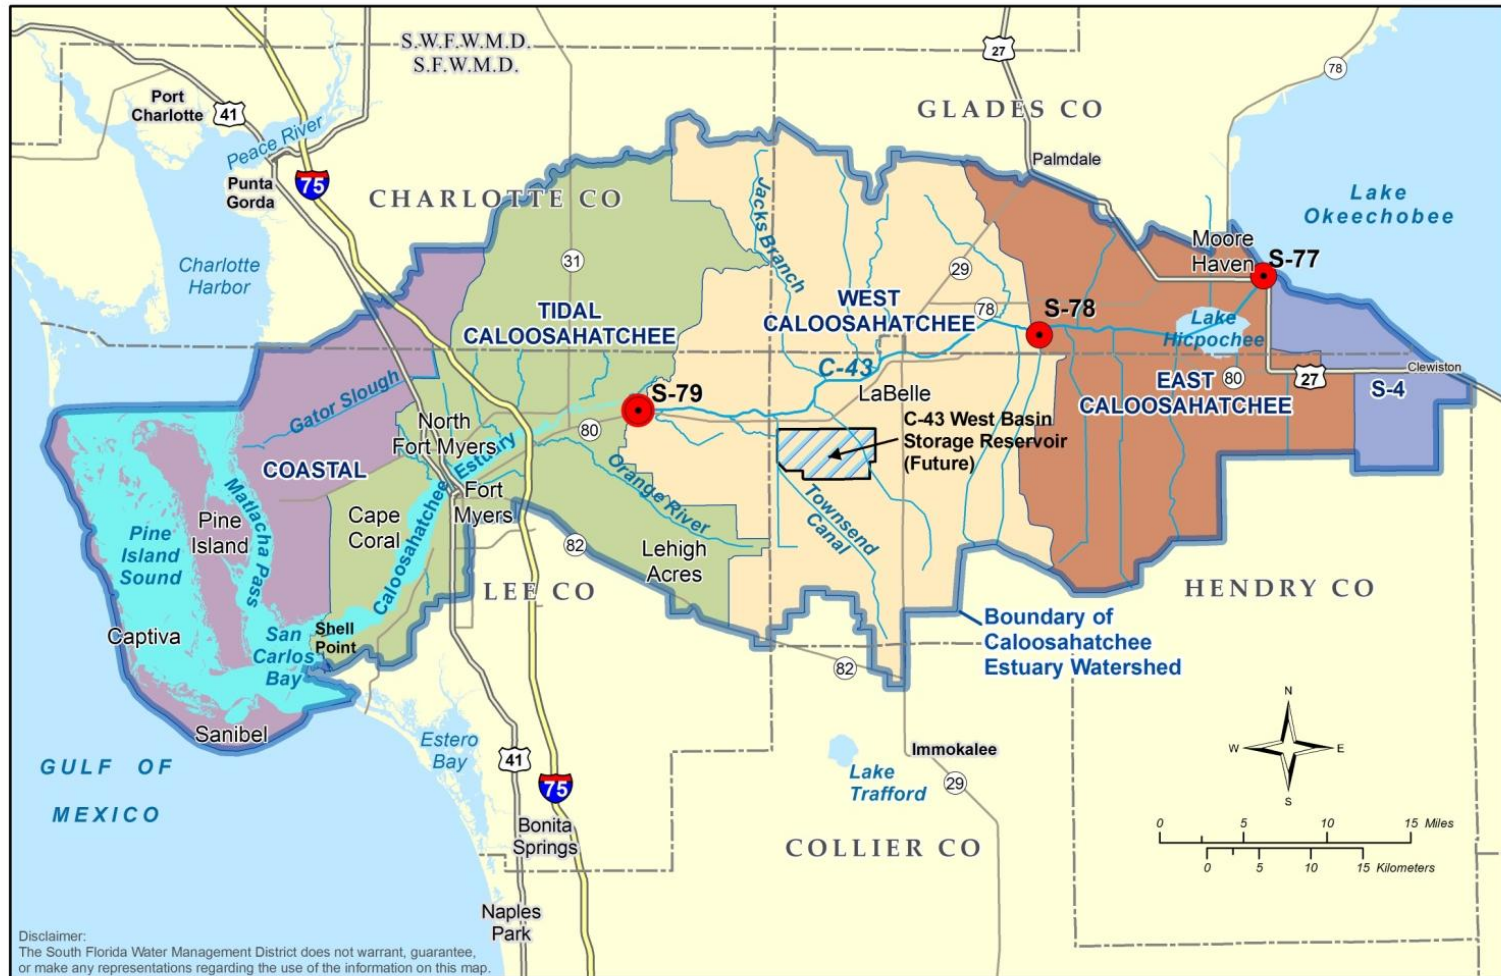 S.W.F.W.M.D.
S.F.W.M.D.
27
78
Port
Charlotte
41
GLADES CO
Peace River
Palmdale
Punta
Gorda
75
CHARLOTTE CO
Jacks Branch
Lake
Okeechobee
Moore
Haven
S-77
Charlotte
Harbor
31
29
TIDAL
CALOOSAHATCHEE
WEST
CALOOSAHATCHEE
78
S-78
Lake
Hicpochee
C-43
Clewiston
EAST
CALOOSAHATCHEE
80
27
S-4
S-79
LaBelle
Gator Slough
North
Fort Myers
80
C-43 West Basin
Storage Reservoir
(Future)
COASTAL
Caloosahatchee Estuary
Orange River
Matlacha Pass
Fort
Myers
Townsend
Canal
Pine
Island
Cape
Coral
Pine
Island
Sound
82
Lehigh
Acres
LEE CO
HENDRY CO
Captiva
San
Carlos
Bay
Shell
Point
Boundary of
Caloosahatchee
Estuary Watershed
82
Sanibel
Estero
Bay
41
Immokalee
GULF OF
MEXICO
75
Lake
Trafford
29
N
W E
S
Bonita
Springs
COLLIER CO
0 5 10 15 Miles
0 5 10 15 Kilometers
Naples
Park
Disclaimer:
The South Florida Water Management District does not warrant, guarantee,
or make any representations regarding the use of the information on this map.